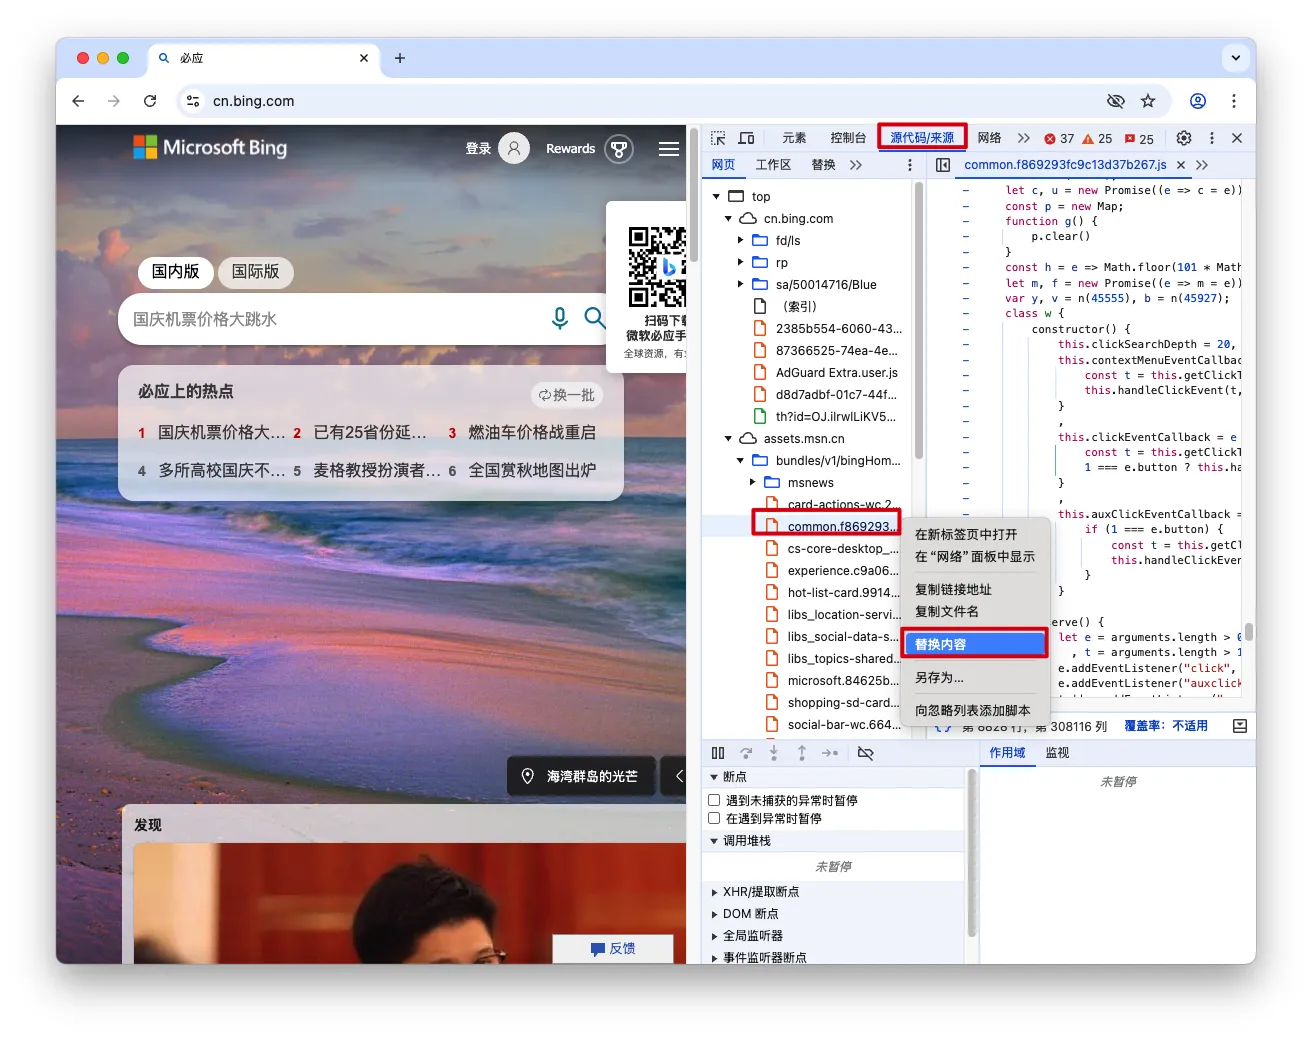 必应
cn.bing.com
Microsoft Bing
登录
Rewards
国内版
国际版
国庆机票价格大跳水
扫码下载
微软必应手
全球资源，有
必应上的热点
换一批
1 国庆机票价格大...
2 已有25省份延...
3 燃油车价格战重启
4 多所高校国庆不...
5 麦格教授扮演者...
6 全国赏秋地图出炉
海湾群岛的光芒
发现
反馈
元素
控制台
源代码/来源
网络
37
25
25
网页
工作区
替换
common.f869293fc9c13d37b267.js
top
cn.bing.com
fd/ls
rp
sa/50014716/Blue
（索引）
2385b554-6060-43...
87366525-74ea-4e...
AdGuard Extra.user.js
d8d7adbf-01c7-44f...
th?id=OJ.iIrwlLiKV5...
assets.msn.cn
bundles/v1/bingHom...
msnews
card-actions-wc.2...
common.f869293...
cs-core-desktop_...
experience.c9a06...
hot-list-card.9914...
libs_location-servi...
libs_social-data-s...
libs_topics-shared...
microsoft.84625b...
shopping-sd-card...
social-bar-wc.664...
在新标签页中打开
在“网络”面板中显示
复制链接地址
复制文件名
替换内容
另存为...
向忽略列表添加脚本
let c, u = new Promise((e => c = e))
const p = new Map;
function g() {
p.clear()
}
const h = e => Math.floor(101 * Math
let m, f = new Promise((e => m = e))
var y, v = n(45555), b = n(45927);
class w {
constructor() {
this.clickSearchDepth = 20,
this.contextMenuEventCallbac
const t = this.getClickT
this.handleClickEvent(t,
}
,
this.clickEventCallback = e
const t = this.getClickT
1 === e.button ? this.ha
}
,
this.auxClickEventCallback =
if (1 === e.button) {
const t = this.getCl
this.handleClickEven
}
}
erve() {
let e = arguments.length > 0
, t = arguments.length > 1
e.addEventListener("click",
e.addEventListener("auxclick
{ } 第 8828 行，第 308116 列
覆盖率：不适用
断点
遇到未捕获的异常时暂停
在遇到异常时暂停
调用堆栈
未暂停
XHR/提取断点
DOM 断点
全局监听器
事件监听器断点
作用域
监视
未暂停